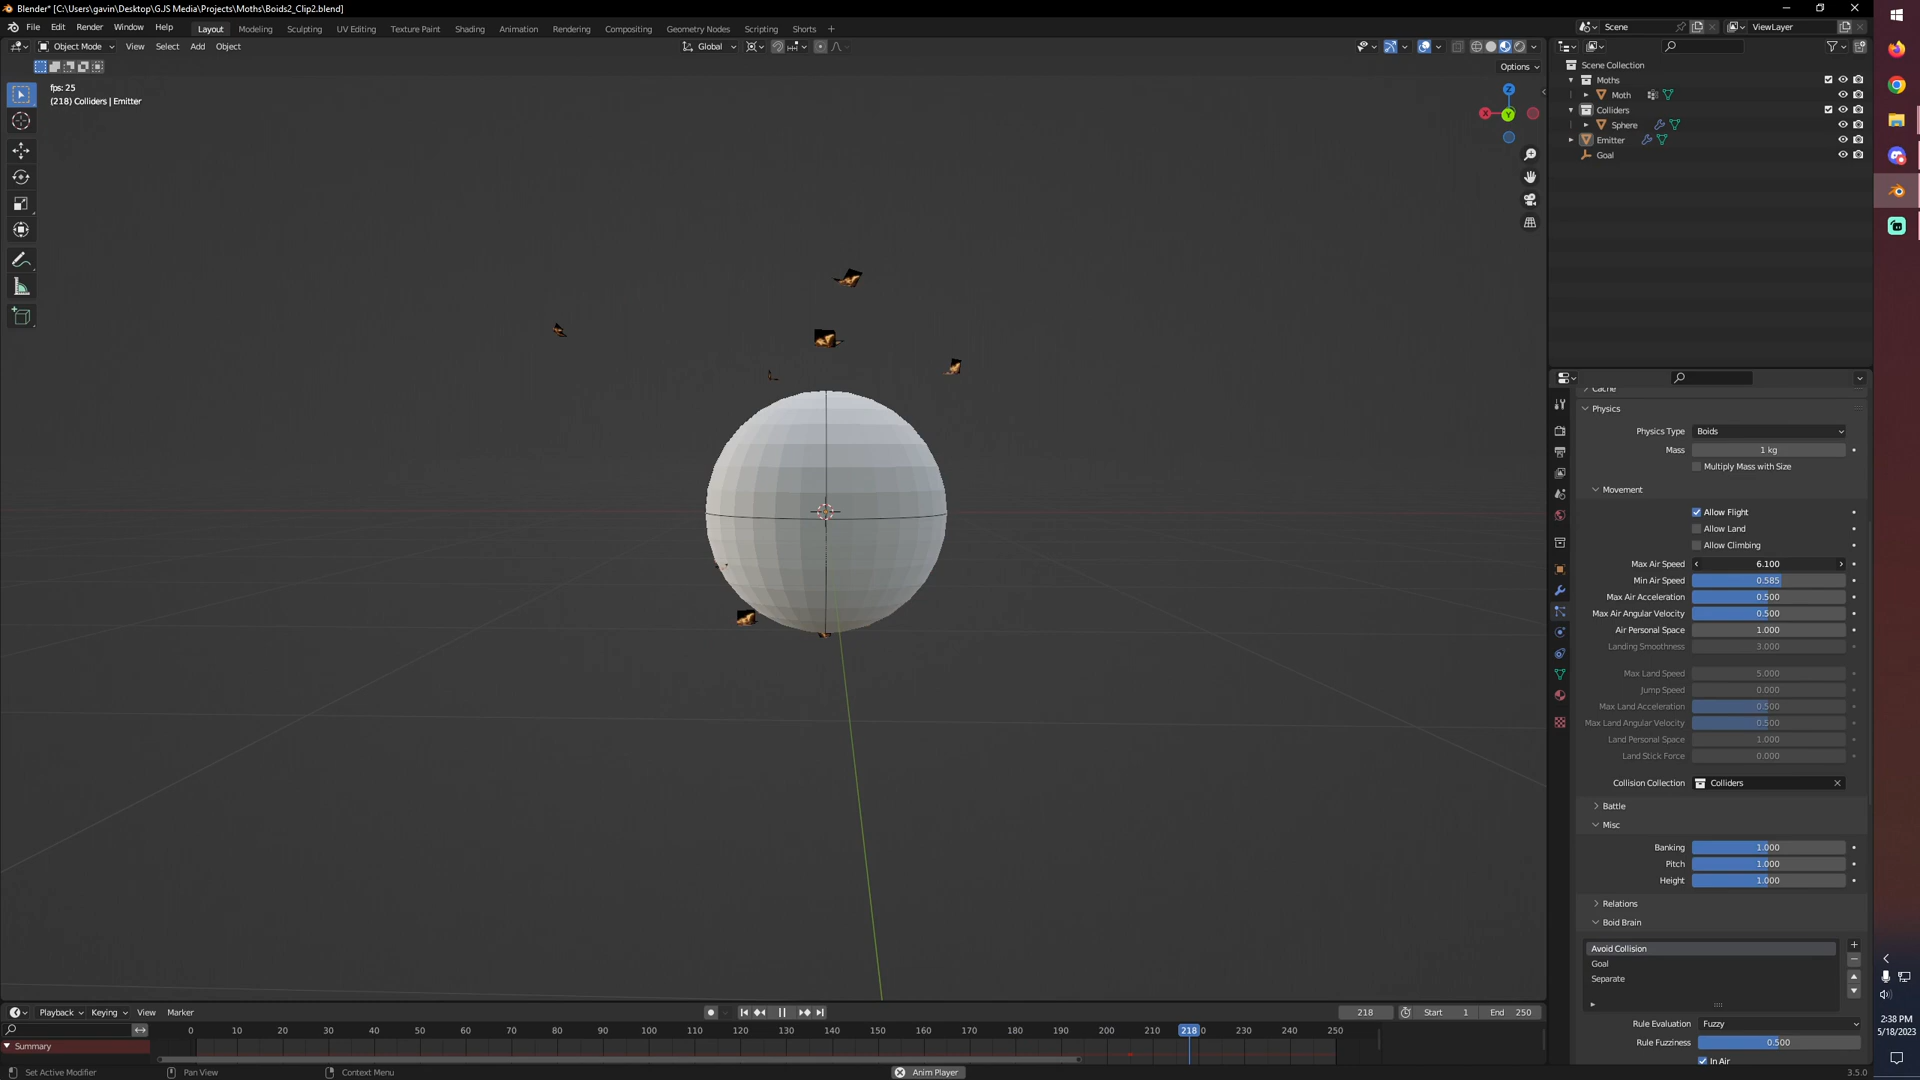 Blender* [C:\Users\gavin\Desktop\G.JS Media\Projects\Moths\Boids2_Clip2.blend]
File Edit Render Window Help Layout Modeling Sculpting UV Editing Texture Paint Shading Animation Rendering Compositing Geometry Nodes Scripting Shorts + Scene ViewLayer
Object Mode View Select Add Object Global
Options
fps: 25
(218) Colliders | Emitter
Z
X
Y
Scene Collection
Moths
Moth
Colliders
Sphere
Emitter
Goal
Cache
Physics
Physics Type Boids
Mass 1 kg
Multiply Mass with Size
Movement
Allow Flight
Allow Land
Allow Climbing
Max Air Speed 6.100
Min Air Speed 0.585
Max Air Acceleration 0.500
Max Air Angular Velocity 0.500
Air Personal Space 1.000
Landing Smoothness 3.000
Max Land Speed 5.000
Jump Speed 0.000
Max Land Acceleration 0.500
Max Land Angular Velocity 0.500
Land Personal Space 1.000
Land Stick Force 0.000
Collision Collection Colliders
Battle
Misc
Banking 1.000
Pitch 1.000
Height 1.000
Relations
Boid Brain
Avoid Collision
Goal
Separate
Rule Evaluation Fuzzy
Rule Fuzziness 0.500
In Air
Playback Keying View Marker 218 Start 1 End 250
0 10 20 30 40 50 60 70 80 90 100 110 120 130 140 150 160 170 180 190 200 210 218 0 230 240 250
Summary
Set Active Modifier Pan View Context Menu Anim Player 3.5.0
2:38 PM
5/18/2023